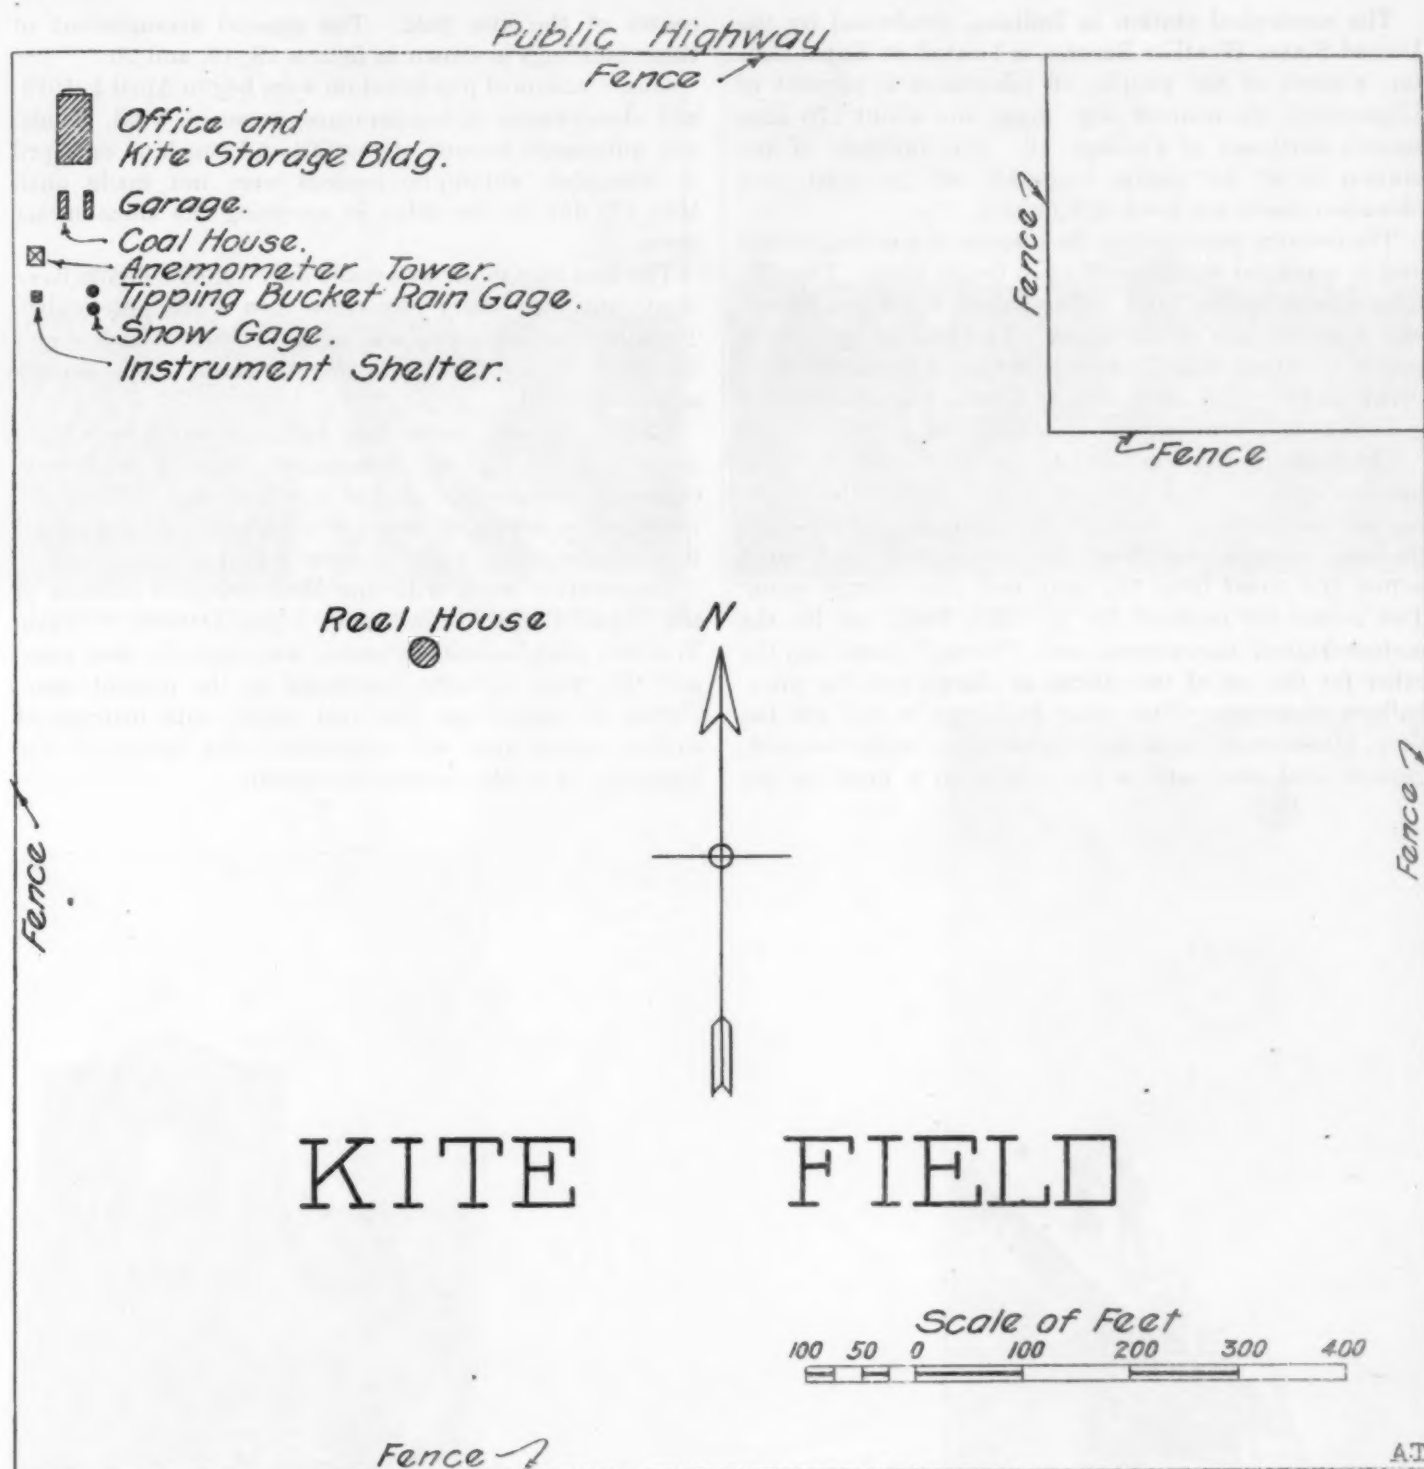 Public Highway
Fence
Office and
Kite Storage Bldg.
Garage.
Coal House.
Anemometer Tower.
Tipping Bucket Rain Gage.
Snow Gage.
Instrument Shelter.
Fence
Fence
Reel House
N
Fence
Fence
KITE FIELD
Scale of Feet
100 50 0 100 200 300 400
Fence